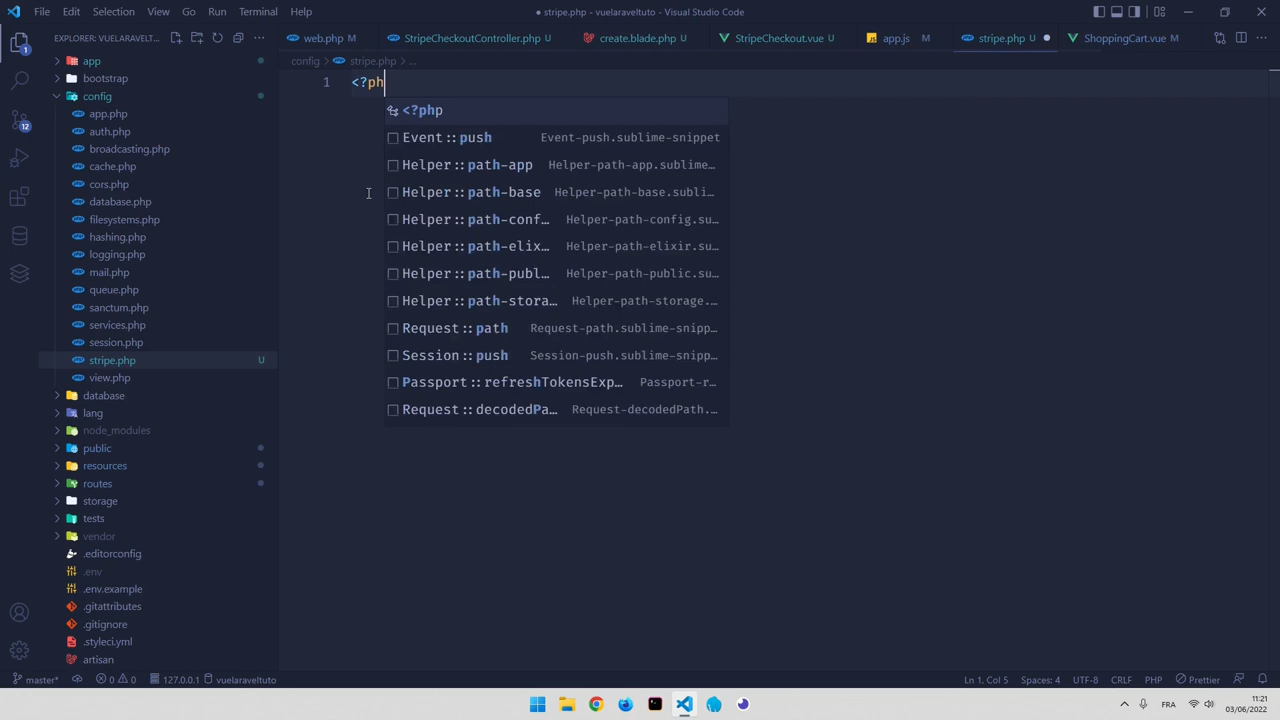 File Edit Selection View Go Run Terminal Help
● stripe.php - vuelaraveltuto - Visual Studio Code
EXPLORER: VUELARAVELT...
web.php M
StripeCheckoutController.php U
create.blade.php U
StripeCheckout.vue U
app.js M
stripe.php U
ShoppingCart.vue M
config > stripe.php > ...
1 <?ph
<?php
Event::push Event-push.sublime-snippet
Helper::path-app Helper-path-app.sublime…
Helper::path-base Helper-path-base.subli…
Helper::path-conf… Helper-path-config.su…
Helper::path-elix… Helper-path-elixir.su…
Helper::path-publ… Helper-path-public.su…
Helper::path-stora… Helper-path-storage.…
Request::path Request-path.sublime-snipp…
Session::push Session-push.sublime-snipp…
Passport::refreshTokensExp… Passport-r…
Request::decodedPa… Request-decodedPath.…
app
bootstrap
config
app.php
auth.php
broadcasting.php
cache.php
cors.php
database.php
filesystems.php
hashing.php
logging.php
mail.php
queue.php
sanctum.php
services.php
session.php
stripe.php U
view.php
database
lang
node_modules
public
resources
routes
storage
tests
vendor
.editorconfig
.env
.env.example
.gitattributes
.gitignore
.styleci.yml
artisan
1
12
master* 0 0 127.0.0.1 vuelaraveltuto
Ln 1, Col 5 Spaces: 4 UTF-8 CRLF PHP Prettier
FRA
11:21
03/06/2022